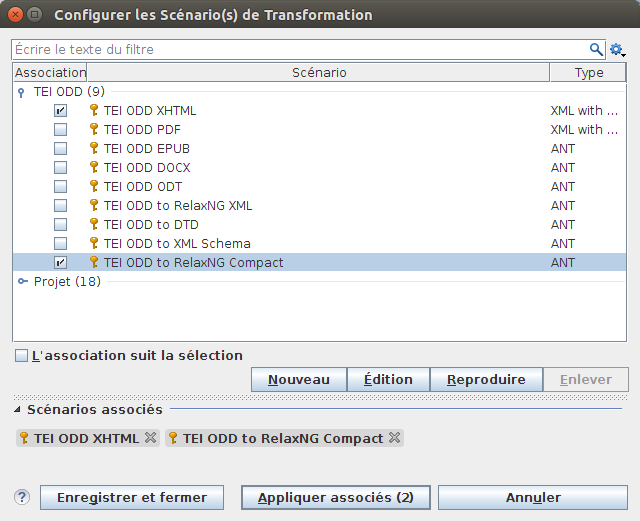 Configurer les Scénario(s) de Transformation
Écrire le texte du filtre
Association Scénario Type
TEI ODD (9)
TEI ODD XHTML XML with ...
TEI ODD PDF XML with ...
TEI ODD EPUB ANT
TEI ODD DOCX ANT
TEI ODD ODT ANT
TEI ODD to RelaxNG XML ANT
TEI ODD to DTD ANT
TEI ODD to XML Schema ANT
TEI ODD to RelaxNG Compact ANT
Projet (18)
L'association suit la sélection
Nouveau Édition Reproduire Enlever
Scénarios associés
TEI ODD XHTML TEI ODD to RelaxNG Compact
? Enregistrer et fermer Appliquer associés (2) Annuler